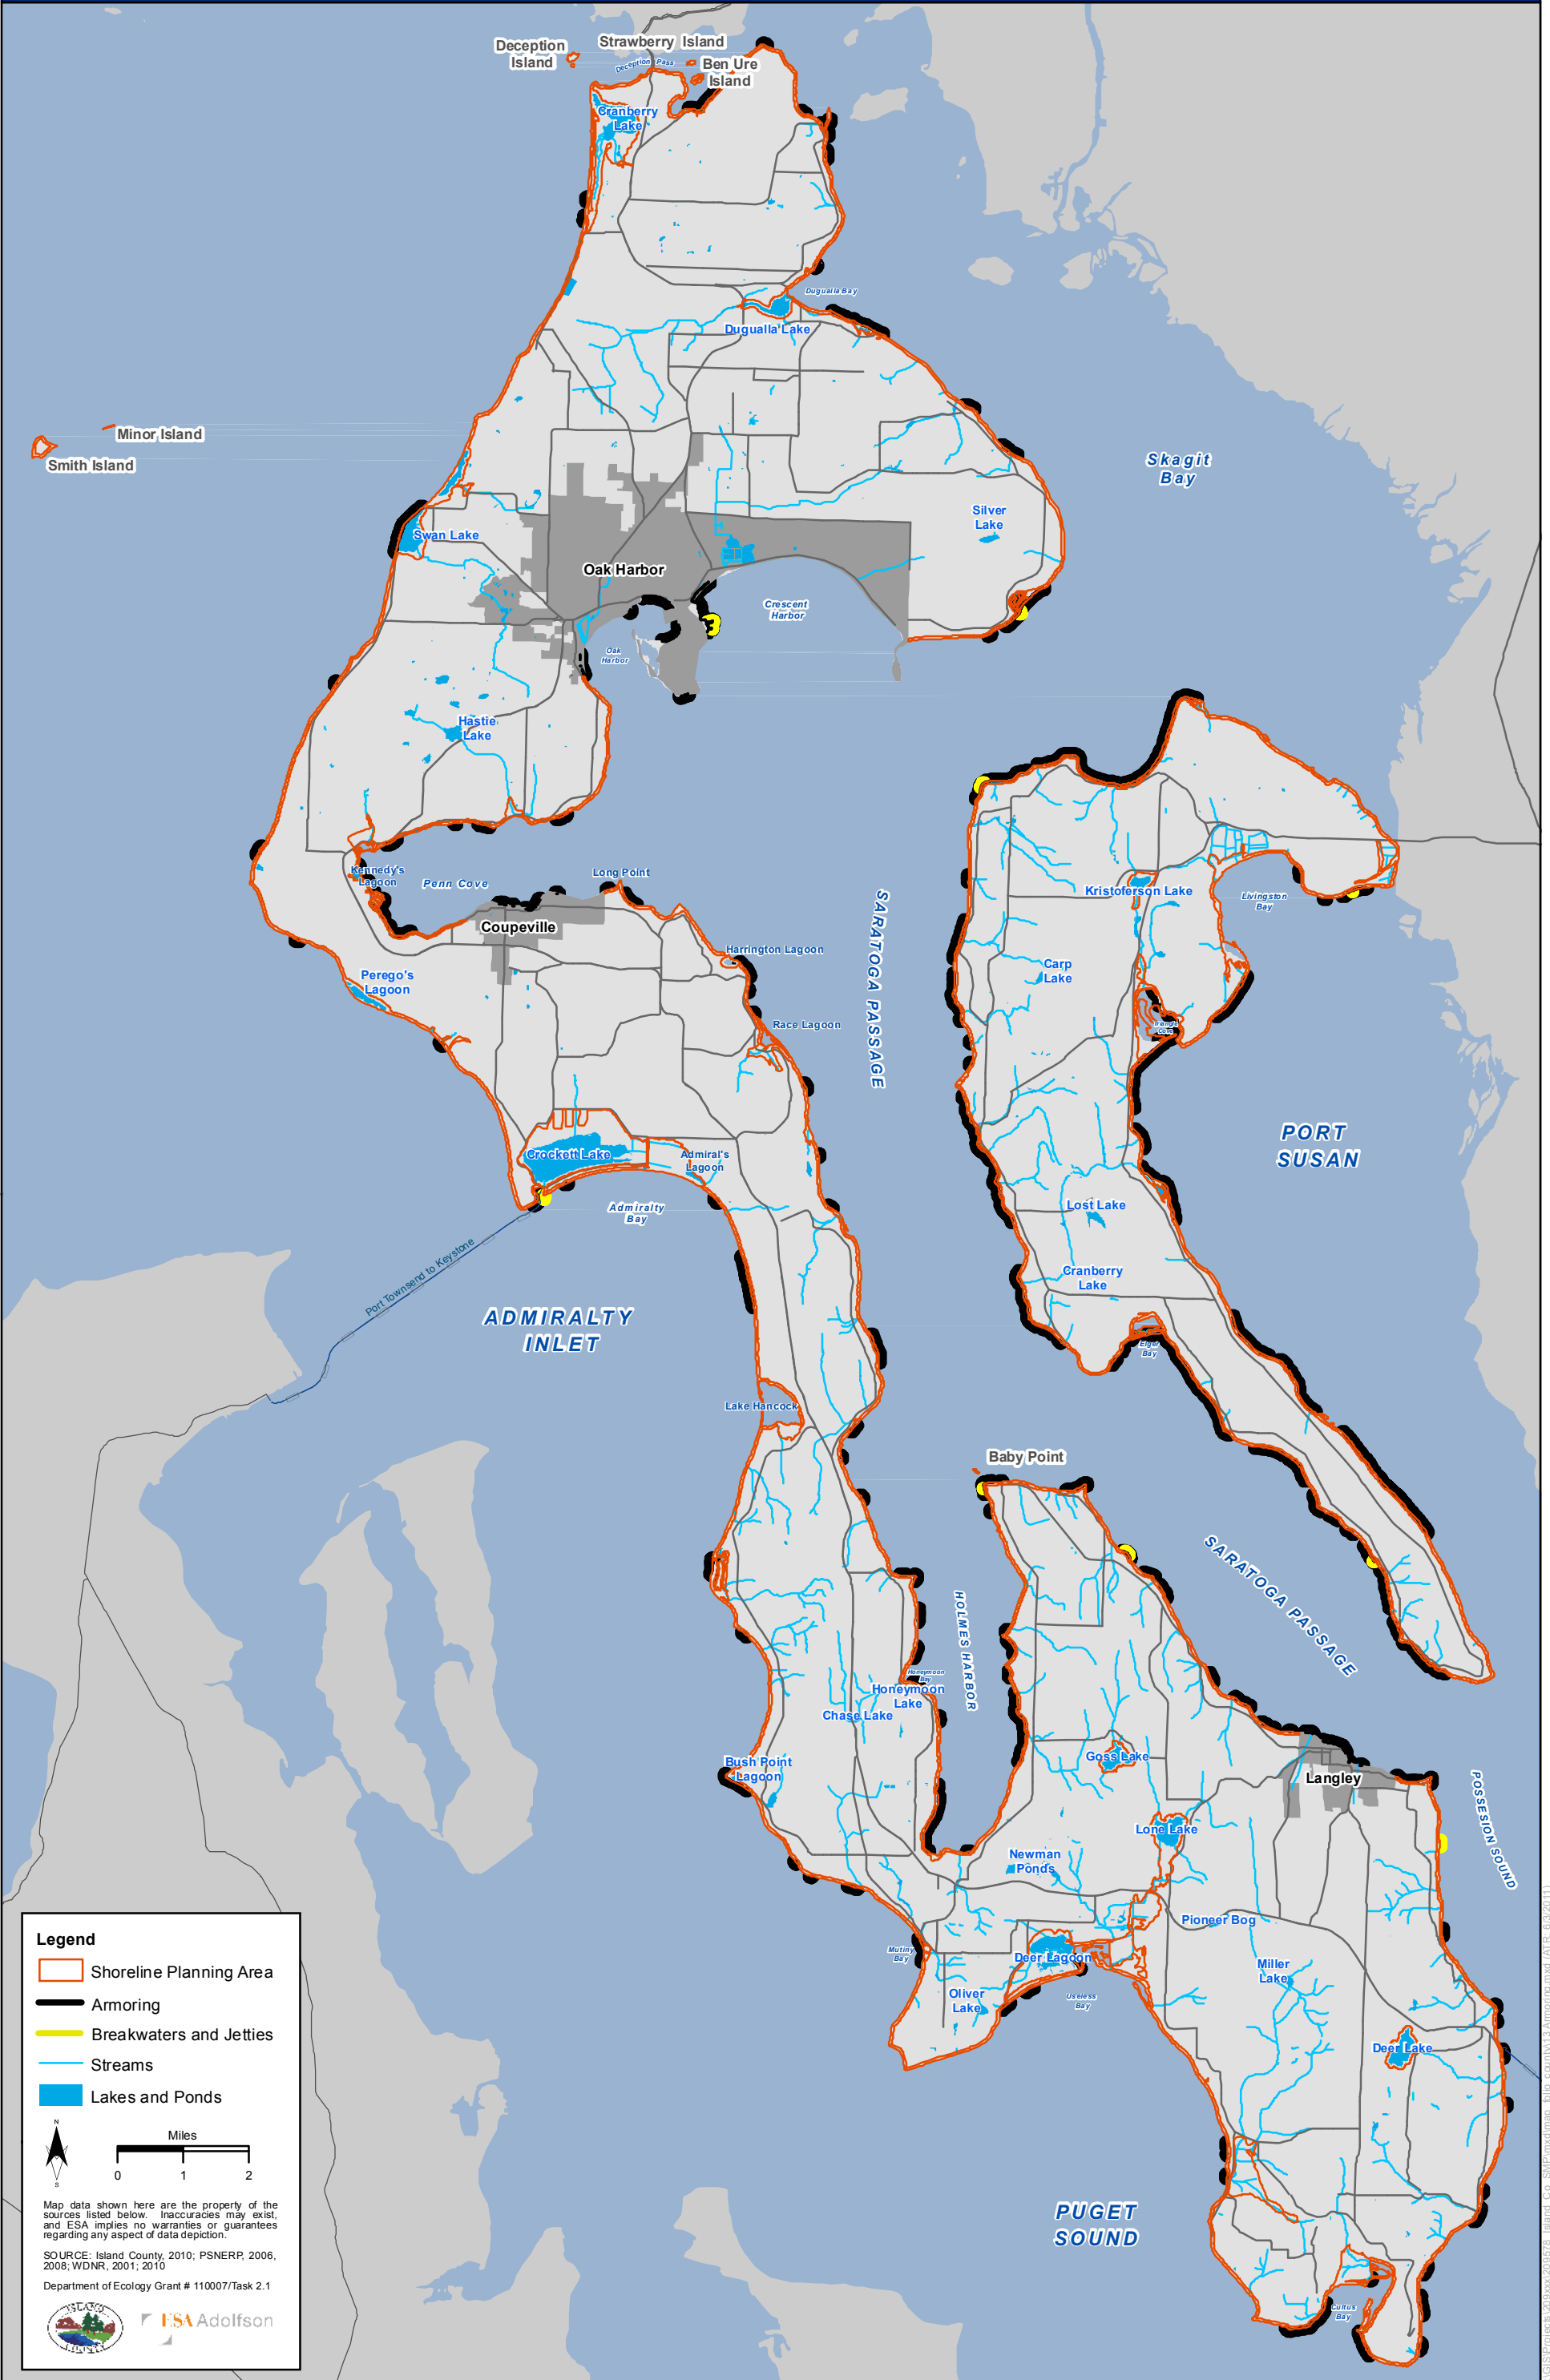 Deception
Island
Strawberry Island
Deception Pass
Ben Ure
Island
Cranberry
Lake
Dugualla Bay
Dugualla Lake
Minor Island
Smith Island
Skagit
Bay
Swan Lake
Silver
Lake
Oak Harbor
Crescent
Harbor
Oak
Harbor
Hastie
Lake
Kennedy's
Lagoon
Penn Cove
Long Point
Coupeville
Kristoferson Lake
Livingston
Bay
SARATOGA PASSAGE
Harrington Lagoon
Carp
Lake
Perego's
Lagoon
Race Lagoon
Triangle
Cove
PORT
SUSAN
Crockett Lake
Admiral's
Lagoon
Admiralty
Bay
Lost Lake
Port Townsend to Keystone
Cranberry
Lake
ADMIRALTY
INLET
Elger
Bay
Lake Hancock
Baby Point
SARATOGA PASSAGE
HOLMES HARBOR
Honeymoon
Bay
Honeymoon
Lake
Chase Lake
Goss Lake
Bush Point
Lagoon
Langley
POSSESION SOUND
Lone Lake
Newman
Ponds
Pioneer Bog
Mutiny
Bay
Deer Lagoon
Miller
Lake
Oliver
Lake
Useless
Bay
Deer Lake
PUGET
SOUND
Cultus
Bay
Legend
Shoreline Planning Area
Armoring
Breakwaters and Jetties
Streams
Lakes and Ponds
N
S
Miles
0 1 2
Map data shown here are the property of the
sources listed below. Inaccuracies may exist,
and ESA implies no warranties or guarantees
regarding any aspect of data depiction.
SOURCE: Island County, 2010; PSNERP, 2006,
2008; WDNR, 2001; 2010
Department of Ecology Grant # 110007/Task 2.1
ISLAND
COUNTY
ESA Adolfson